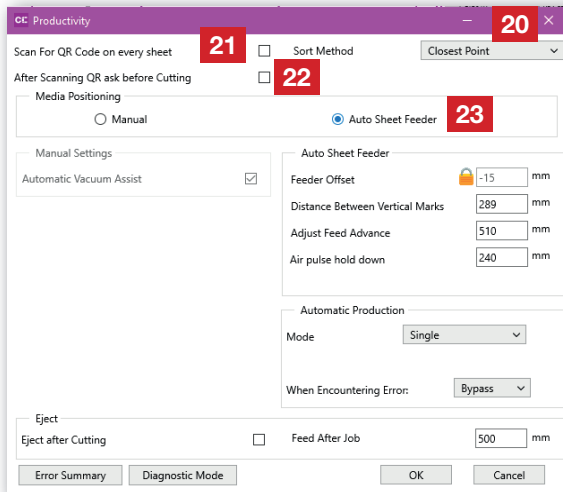 CC Productivity 20
Scan For QR Code on every sheet 21 Sort Method Closest Point
After Scanning QR ask before Cutting 22
Media Positioning
Manual Auto Sheet Feeder 23
Manual Settings Auto Sheet Feeder
Automatic Vacuum Assist Feeder Offset -15 mm
Distance Between Vertical Marks 289 mm
Adjust Feed Advance 510 mm
Air pulse hold down 240 mm
Automatic Production
Mode Single
When Encountering Error: Bypass
Eject
Eject after Cutting Feed After Job 500 mm
Error Summary Diagnostic Mode OK Cancel